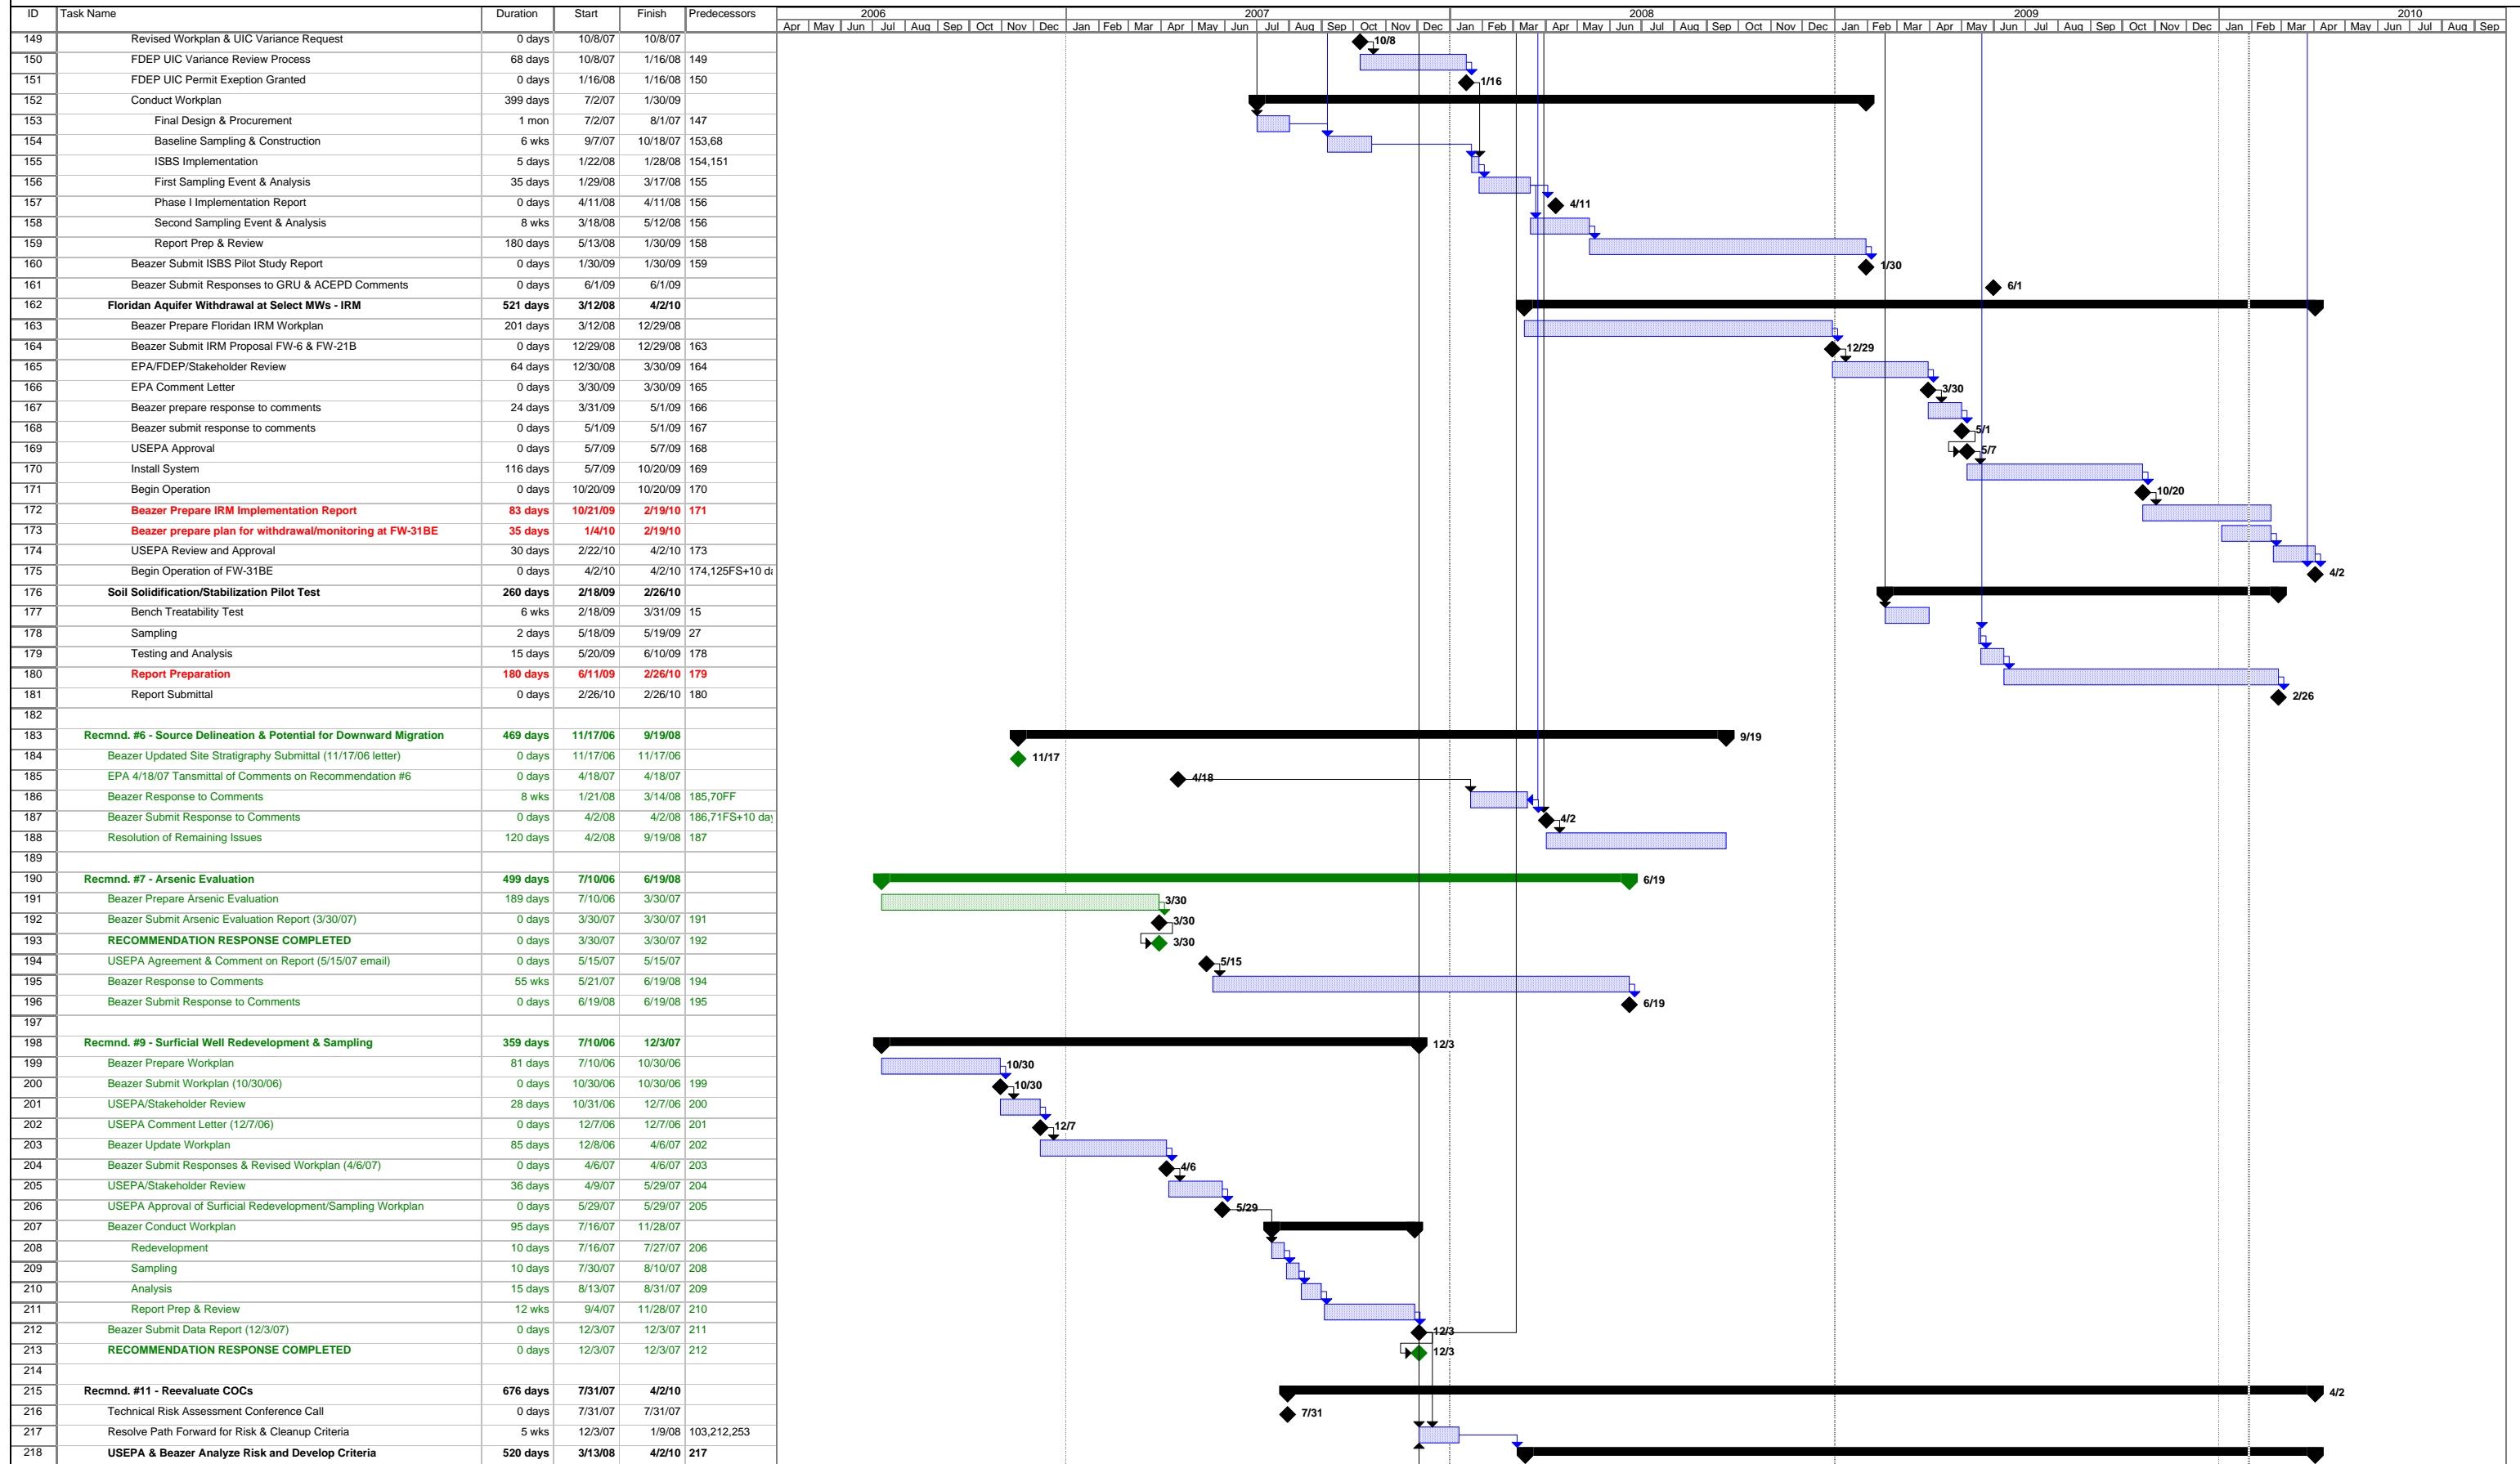 ID Task Name Duration Start Finish Predecessors 2006 2007 2008 2009 2010
Apr May Jun Jul Aug Sep Oct Nov Dec Jan Feb Mar Apr May Jun Jul Aug Sep Oct Nov Dec Jan Feb Mar Apr May Jun Jul Aug Sep Oct Nov Dec Jan Feb Mar Apr May Jun Jul Aug Sep Oct Nov Dec Jan Feb Mar Apr May Jun Jul Aug Sep
149 Revised Workplan & UIC Variance Request 0 days 10/8/07 10/8/07 10/8
150 FDEP UIC Variance Review Process 68 days 10/8/07 1/16/08 149
151 FDEP UIC Permit Exeption Granted 0 days 1/16/08 1/16/08 150 1/16
152 Conduct Workplan 399 days 7/2/07 1/30/09
153 Final Design & Procurement 1 mon 7/2/07 8/1/07 147
154 Baseline Sampling & Construction 6 wks 9/7/07 10/18/07 153,68
155 ISBS Implementation 5 days 1/22/08 1/28/08 154,151
156 First Sampling Event & Analysis 35 days 1/29/08 3/17/08 155
157 Phase I Implementation Report 0 days 4/11/08 4/11/08 156 4/11
158 Second Sampling Event & Analysis 8 wks 3/18/08 5/12/08 156
159 Report Prep & Review 180 days 5/13/08 1/30/09 158
160 Beazer Submit ISBS Pilot Study Report 0 days 1/30/09 1/30/09 159 1/30
161 Beazer Submit Responses to GRU & ACEPD Comments 0 days 6/1/09 6/1/09 6/1
162 Floridan Aquifer Withdrawal at Select MWs - IRM 521 days 3/12/08 4/2/10
163 Beazer Prepare Floridan IRM Workplan 201 days 3/12/08 12/29/08
164 Beazer Submit IRM Proposal FW-6 & FW-21B 0 days 12/29/08 12/29/08 163 12/29
165 EPA/FDEP/Stakeholder Review 64 days 12/30/08 3/30/09 164
166 EPA Comment Letter 0 days 3/30/09 3/30/09 165 3/30
167 Beazer prepare response to comments 24 days 3/31/09 5/1/09 166
168 Beazer submit response to comments 0 days 5/1/09 5/1/09 167 5/1
169 USEPA Approval 0 days 5/7/09 5/7/09 168 5/7
170 Install System 116 days 5/7/09 10/20/09 169
171 Begin Operation 0 days 10/20/09 10/20/09 170 10/20
172 Beazer Prepare IRM Implementation Report 83 days 10/21/09 2/19/10 171
173 Beazer prepare plan for withdrawal/monitoring at FW-31BE 35 days 1/4/10 2/19/10
174 USEPA Review and Approval 30 days 2/22/10 4/2/10 173
175 Begin Operation of FW-31BE 0 days 4/2/10 4/2/10 174,125FS+10 da 4/2
176 Soil Solidification/Stabilization Pilot Test 260 days 2/18/09 2/26/10
177 Bench Treatability Test 6 wks 2/18/09 3/31/09 15
178 Sampling 2 days 5/18/09 5/19/09 27
179 Testing and Analysis 15 days 5/20/09 6/10/09 178
180 Report Preparation 180 days 6/11/09 2/26/10 179
181 Report Submittal 0 days 2/26/10 2/26/10 180 2/26
182
183 Recmnd. #6 - Source Delineation & Potential for Downward Migration 469 days 11/17/06 9/19/08 9/19
184 Beazer Updated Site Stratigraphy Submittal (11/17/06 letter) 0 days 11/17/06 11/17/06 11/17
185 EPA 4/18/07 Tansmittal of Comments on Recommendation #6 0 days 4/18/07 4/18/07 4/18
186 Beazer Response to Comments 8 wks 1/21/08 3/14/08 185,70FF
187 Beazer Submit Response to Comments 0 days 4/2/08 4/2/08 186,71FS+10 day 4/2
188 Resolution of Remaining Issues 120 days 4/2/08 9/19/08 187
189
190 Recmnd. #7 - Arsenic Evaluation 499 days 7/10/06 6/19/08 6/19
191 Beazer Prepare Arsenic Evaluation 189 days 7/10/06 3/30/07 3/30
192 Beazer Submit Arsenic Evaluation Report (3/30/07) 0 days 3/30/07 3/30/07 191 3/30
193 RECOMMENDATION RESPONSE COMPLETED 0 days 3/30/07 3/30/07 192 3/30
194 USEPA Agreement & Comment on Report (5/15/07 email) 0 days 5/15/07 5/15/07 5/15
195 Beazer Response to Comments 55 wks 5/21/07 6/19/08 194
196 Beazer Submit Response to Comments 0 days 6/19/08 6/19/08 195 6/19
197
198 Recmnd. #9 - Surficial Well Redevelopment & Sampling 359 days 7/10/06 12/3/07 12/3
199 Beazer Prepare Workplan 81 days 7/10/06 10/30/06 10/30
200 Beazer Submit Workplan (10/30/06) 0 days 10/30/06 10/30/06 199 10/30
201 USEPA/Stakeholder Review 28 days 10/31/06 12/7/06 200
202 USEPA Comment Letter (12/7/06) 0 days 12/7/06 12/7/06 201 12/7
203 Beazer Update Workplan 85 days 12/8/06 4/6/07 202
204 Beazer Submit Responses & Revised Workplan (4/6/07) 0 days 4/6/07 4/6/07 203 4/6
205 USEPA/Stakeholder Review 36 days 4/9/07 5/29/07 204
206 USEPA Approval of Surficial Redevelopment/Sampling Workplan 0 days 5/29/07 5/29/07 205 5/29
207 Beazer Conduct Workplan 95 days 7/16/07 11/28/07
208 Redevelopment 10 days 7/16/07 7/27/07 206
209 Sampling 10 days 7/30/07 8/10/07 208
210 Analysis 15 days 8/13/07 8/31/07 209
211 Report Prep & Review 12 wks 9/4/07 11/28/07 210
212 Beazer Submit Data Report (12/3/07) 0 days 12/3/07 12/3/07 211 12/3
213 RECOMMENDATION RESPONSE COMPLETED 0 days 12/3/07 12/3/07 212 12/3
214
215 Recmnd. #11 - Reevaluate COCs 676 days 7/31/07 4/2/10 4/2
216 Technical Risk Assessment Conference Call 0 days 7/31/07 7/31/07 7/31
217 Resolve Path Forward for Risk & Cleanup Criteria 5 wks 12/3/07 1/9/08 103,212,253
218 USEPA & Beazer Analyze Risk and Develop Criteria 520 days 3/13/08 4/2/10 217